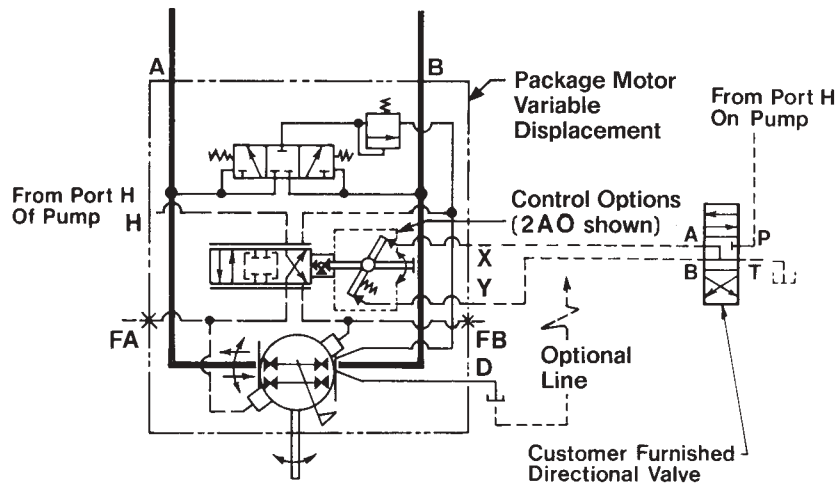 A
B
Package Motor
Variable
Displacement
From Port H
On Pump
From Port H
Of Pump
H
Control Options
(2AO shown)
A
P
X
B
T
Y
FA
FB
D
Optional
Line
Customer Furnished
Directional Valve